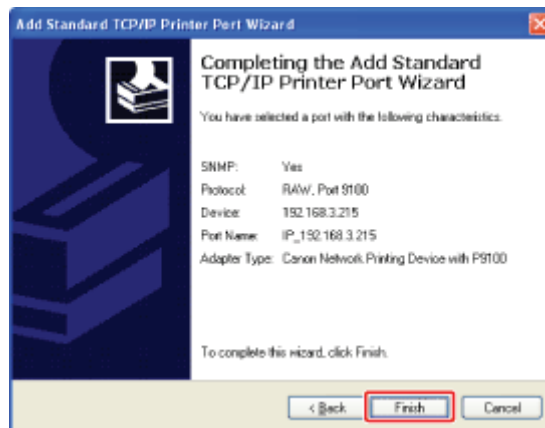 Add Standard TCP/IP Printer Port Wizard
Completing the Add Standard
TCP/IP Printer Port Wizard
You have selected a port with the following characteristics.
SNMP: Yes
Protocol: RAW, Port 9100
Device: 192.168.3.215
Port Name: IP_192.168.3.215
Adapter Type: Canon Network Printing Device with P9100
To complete this wizard, click Finish.
< Back Finish Cancel